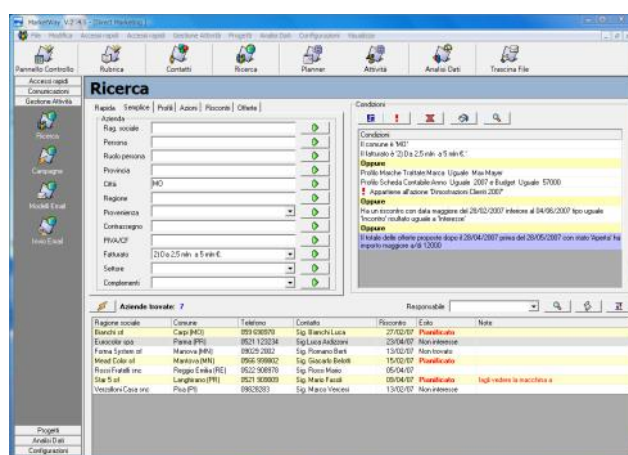 MarketWay V.2 - [Direct Marketing]
File Modifica Accessi rapidi Accessi rapidi Gestione Attività Progetti Analisi Dati Configurazioni Visualizza
Pannello Controllo Rubrica Contatti Ricerca Planner Attività Analisi Dati Trascina File
Accessi rapidi
Comunicazioni
Gestione Attività
Ricerca
Campagne
Modelli Email
Invio Email
Progetti
Analisi Dati
Configurazioni
Ricerca
Rapida Semplice Profili Azioni Riscontri Offerte
Azienda
Rag. sociale
Persona
Ruolo persona
Provincia
Città MO
Regione
Provenienza
Contrassegno
PIVA/CF
Fatturato 2) Da 2,5 mln a 5 mln €.
Settore
Complementi
Condizioni
Condizioni
Il comune è 'MO'
Il fatturato è '2) Da 2,5 mln a 5 mln €.'
Oppure
Profilo Marche Trattate:Marca Uguale Max Mayer
Profilo Scheda Contabile:Anno Uguale 2007 e Budget Uguale 57000
! Appartiene all'azione 'Dimostrazioni Clienti 2007'
Oppure
Ha un riscontro con data maggiore del 28/02/2007 inferiore al 04/06/2007 tipo uguale
'Incontro' risultato uguale a 'Interesse'
Oppure
Il totale delle offerte proposte dopo il 28/04/2007 prima del 28/05/2007 con stato 'Aperta' ha
importo maggiore a/di 12000
Aziende trovate: 7 Responsabile
Ragione sociale Comune Telefono Contatto Riscontro Esito Note
Bianchi srl Carpi (MO) 059 690970 Sig. Bianchi Luca 27/02/07 Pianificato
Eurocolor spa Parma (PR) 0521 123234 Sig Luca Ardizzoni 23/04/07 Non interesse
Forma System srl Mantova (MN) 09029 2882 Sig. Romano Berti 13/02/07 Non trovato
Mead Color srl Mantova (MN) 0566 998802 Sig. Giacarlo Belotti 15/02/07 Pianificato
Rossi Fratelli snc Reggio Emilia (RE) 0522 908978 Sig. Rossi Mario 05/04/07
Star 5 srl Langhirano (PR) 0521 909009 Sig. Mario Fasoli 09/04/07 Pianificato fagli vedere la macchina a
Verzolloni Casa snc Pisa (PI) 09828283 Sig. Marco Vercesi 13/02/07 Non interesse